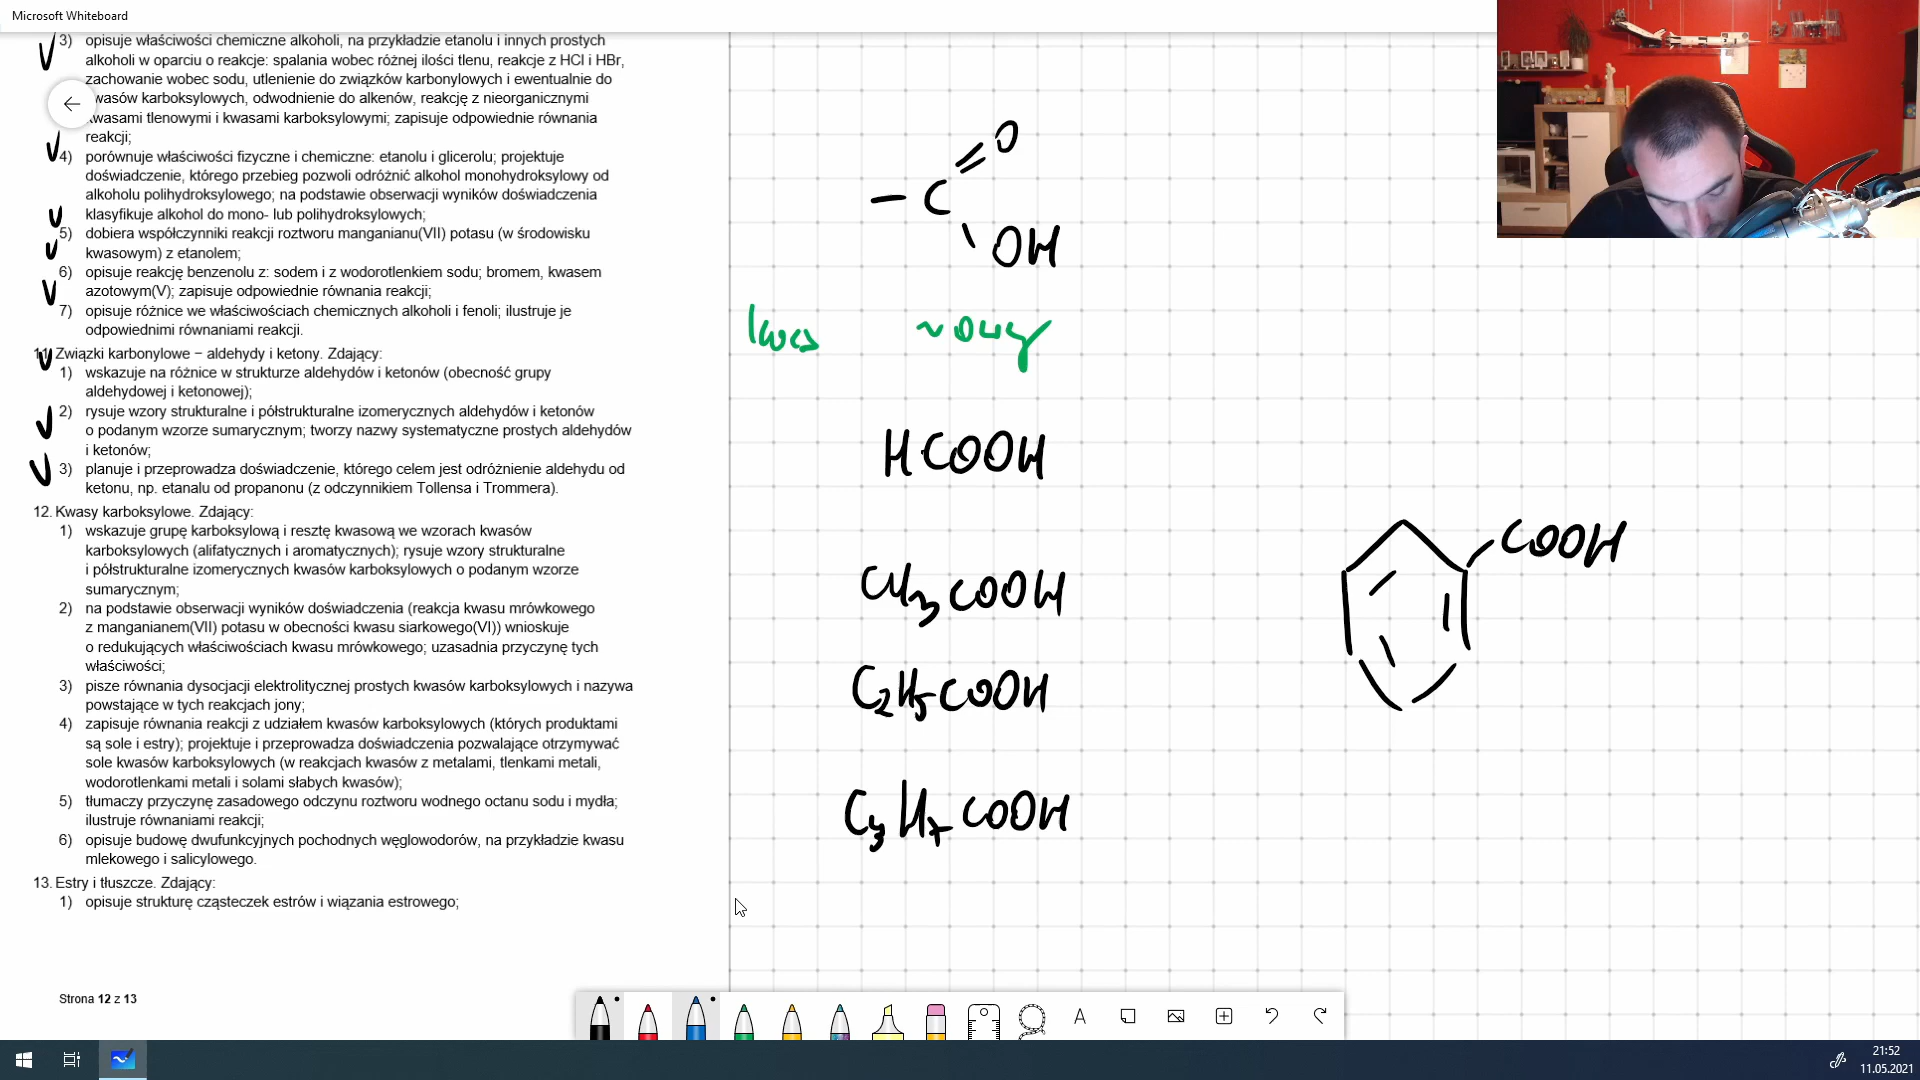 Microsoft Whiteboard
3) opisuje właściwości chemiczne alkoholi, na przykładzie etanolu i innych prostych
alkoholi w oparciu o reakcje: spalania wobec różnej ilości tlenu, reakcje z HCl i HBr,
zachowanie wobec sodu, utlenienie do związków karbonylowych i ewentualnie do
kwasów karboksylowych, odwodnienie do alkenów, reakcję z nieorganicznymi
kwasami tlenowymi i kwasami karboksylowymi; zapisuje odpowiednie równania
reakcji;
4) porównuje właściwości fizyczne i chemiczne: etanolu i glicerolu; projektuje
doświadczenie, którego przebieg pozwoli odróżnić alkohol monohydroksylowy od
alkoholu polihydroksylowego; na podstawie obserwacji wyników doświadczenia
klasyfikuje alkohol do mono- lub polihydroksylowych;
5) dobiera współczynniki reakcji roztworu manganianu(VII) potasu (w środowisku
kwasowym) z etanolem;
6) opisuje reakcję benzenolu z: sodem i z wodorotlenkiem sodu; bromem, kwasem
azotowym(V); zapisuje odpowiednie równania reakcji;
7) opisuje różnice we właściwościach chemicznych alkoholi i fenoli; ilustruje je
odpowiednimi równaniami reakcji.
11. Związki karbonylowe − aldehydy i ketony. Zdający:
1) wskazuje na różnice w strukturze aldehydów i ketonów (obecność grupy
aldehydowej i ketonowej);
2) rysuje wzory strukturalne i półstrukturalne izomerycznych aldehydów i ketonów
o podanym wzorze sumarycznym; tworzy nazwy systematyczne prostych aldehydów
i ketonów;
3) planuje i przeprowadza doświadczenie, którego celem jest odróżnienie aldehydu od
ketonu, np. etanalu od propanonu (z odczynnikiem Tollensa i Trommera).
12. Kwasy karboksylowe. Zdający:
1) wskazuje grupę karboksylową i resztę kwasową we wzorach kwasów
karboksylowych (alifatycznych i aromatycznych); rysuje wzory strukturalne
i półstrukturalne izomerycznych kwasów karboksylowych o podanym wzorze
sumarycznym;
2) na podstawie obserwacji wyników doświadczenia (reakcja kwasu mrówkowego
z manganianem(VII) potasu w obecności kwasu siarkowego(VI)) wnioskuje
o redukujących właściwościach kwasu mrówkowego; uzasadnia przyczynę tych
właściwości;
3) pisze równania dysocjacji elektrolitycznej prostych kwasów karboksylowych i nazywa
powstające w tych reakcjach jony;
4) zapisuje równania reakcji z udziałem kwasów karboksylowych (których produktami
są sole i estry); projektuje i przeprowadza doświadczenia pozwalające otrzymywać
sole kwasów karboksylowych (w reakcjach kwasów z metalami, tlenkami metali,
wodorotlenkami metali i solami słabych kwasów);
5) tłumaczy przyczynę zasadowego odczynu roztworu wodnego octanu sodu i mydła;
ilustruje równaniami reakcji;
6) opisuje budowę dwufunkcyjnych pochodnych węglowodorów, na przykładzie kwasu
mlekowego i salicylowego.
13. Estry i tłuszcze. Zdający:
1) opisuje strukturę cząsteczek estrów i wiązania estrowego;
Strona 12 z 13
O
C
OH
kwas ~owy
HCOOH
CH3COOH
C2H5COOH
C3H7COOH
COOH
A
21:52
11.05.2021